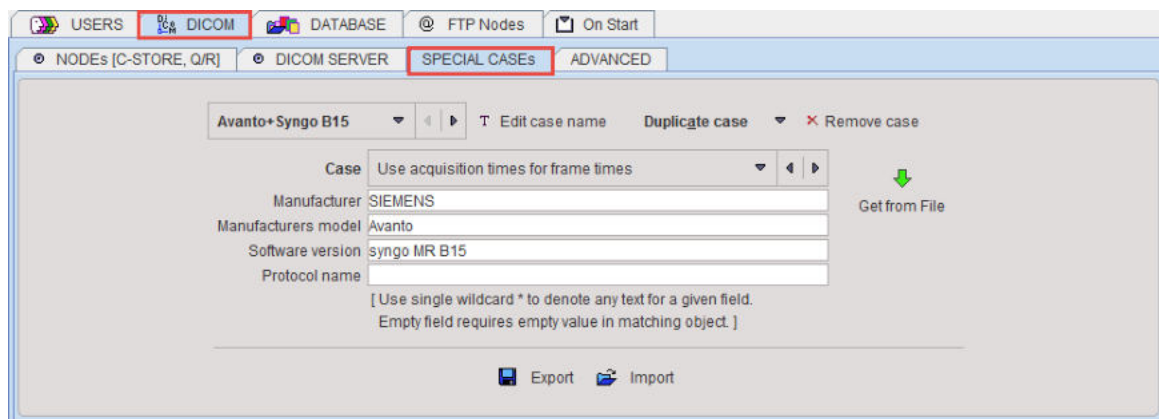 USERS DICOM DATABASE @ FTP Nodes On Start
NODEs [C-STORE, Q/R] DICOM SERVER SPECIAL CASEs ADVANCED
Avanto+Syngo B15 T Edit case name Duplicate case Remove case
Case Use acquisition times for frame times
Manufacturer SIEMENS Get from File
Manufacturers model Avanto
Software version syngo MR B15
Protocol name
[ Use single wildcard * to denote any text for a given field.
Empty field requires empty value in matching object. ]
Export Import